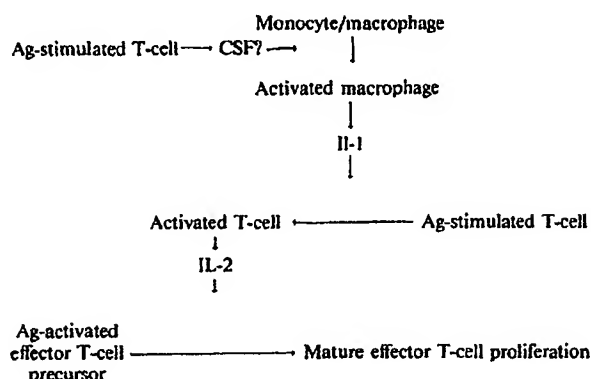 Monocyte/macrophage
Ag-stimulated T-cell → CSF? →
Activated macrophage
Il-1
Activated T-cell ← Ag-stimulated T-cell
IL-2
Ag-activated
effector T-cell → Mature effector T-cell proliferation
precursor